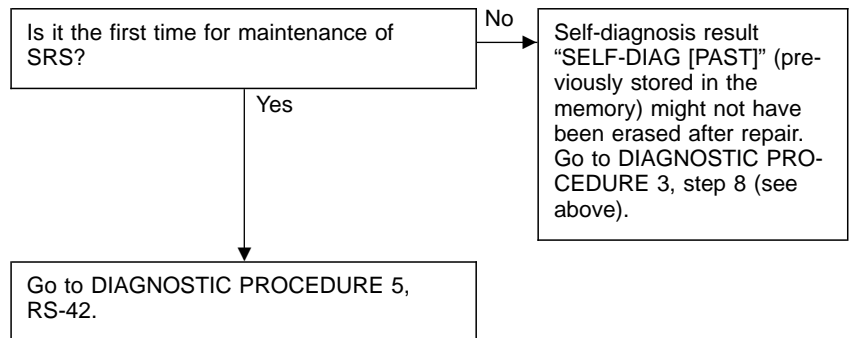 Is it the first time for maintenance of
SRS?
No
Self-diagnosis result
“SELF-DIAG [PAST]” (pre-
viously stored in the
memory) might not have
been erased after repair.
Go to DIAGNOSTIC PRO-
CEDURE 3, step 8 (see
above).
Yes
Go to DIAGNOSTIC PROCEDURE 5,
RS-42.